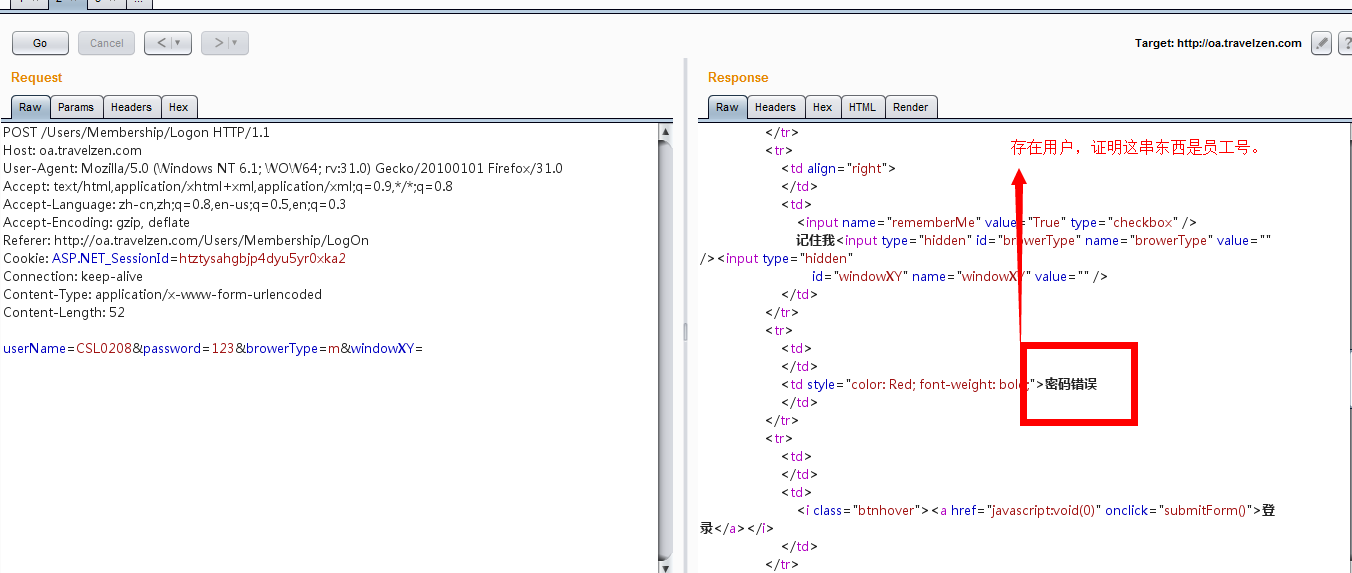 Go
Cancel
<
>
Target: http://oa.travelzen.com
?
Request
Raw
Params
Headers
Hex
POST /Users/Membership/Logon HTTP/1.1
Host: oa.travelzen.com
User-Agent: Mozilla/5.0 (Windows NT 6.1; WOW64; rv:31.0) Gecko/20100101 Firefox/31.0
Accept: text/html,application/xhtml+xml,application/xml;q=0.9,*/*;q=0.8
Accept-Language: zh-cn,zh;q=0.8,en-us;q=0.5,en;q=0.3
Accept-Encoding: gzip, deflate
Referer: http://oa.travelzen.com/Users/Membership/LogOn
Cookie: ASP.NET_SessionId=htztysahgbjp4dyu5yr0xka2
Connection: keep-alive
Content-Type: application/x-www-form-urlencoded
Content-Length: 52
userName=CSL0208&password=123&browerType=m&windowXY=
Response
Raw
Headers
Hex
HTML
Render
</tr>
<tr>
存在用户，证明这串东西是员工号。
<td align="right">
</td>
<td>
<input name="rememberMe" value="True" type="checkbox" />
记住我<input type="hidden" id="browerType" name="browerType" value=""
/><input type="hidden"
id="windowXY" name="windowXY" value="" />
</td>
</tr>
<tr>
<td>
</td>
<td style="color: Red; font-weight: bold;">密码错误
</td>
</tr>
<tr>
<td>
</td>
<td>
<i class="btnhover"><a href="javascript:void(0)" onclick="submitForm()">登
录</a></i>
</td>
</tr>